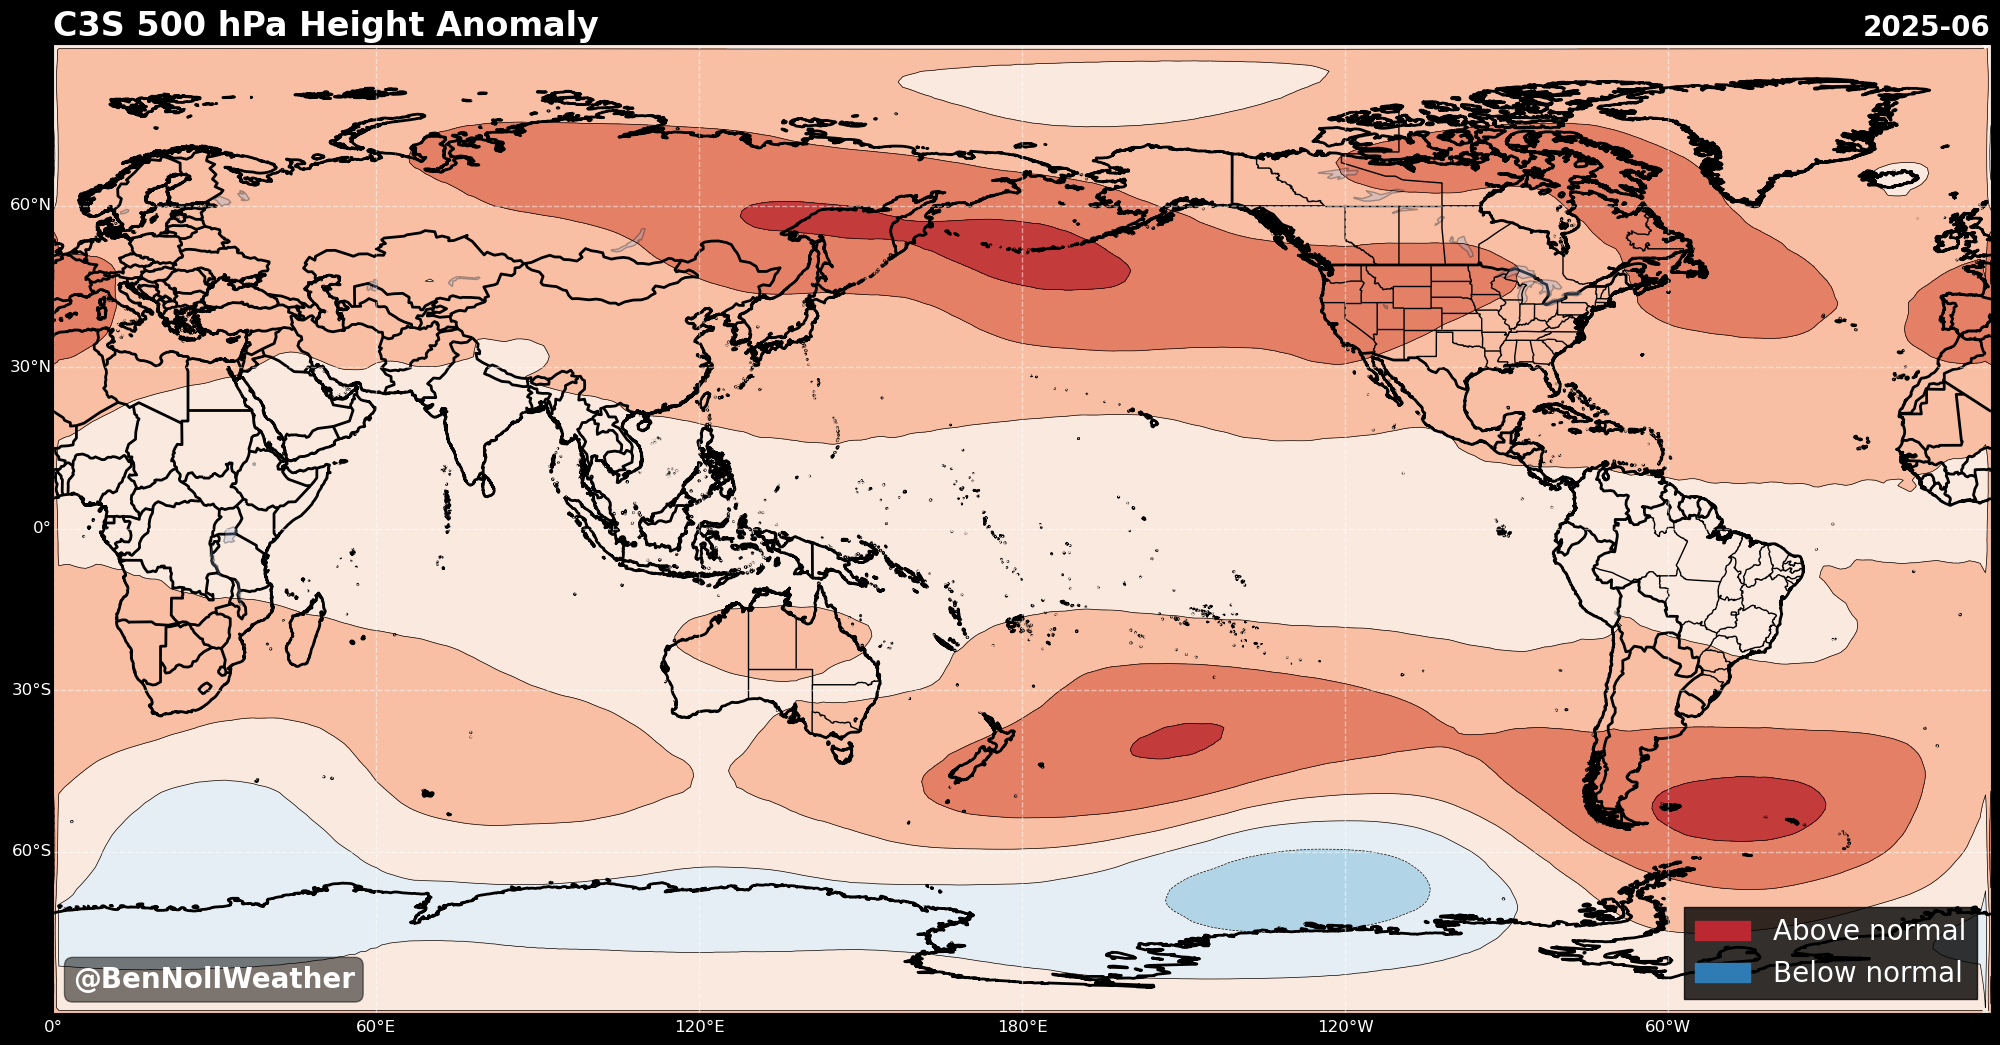 C3S 500 hPa Height Anomaly
2025-06
60°N
30°N
0°
30°S
60°S
0°
60°E
120°E
180°E
120°W
60°W
Above normal
Below normal
@BenNollWeather